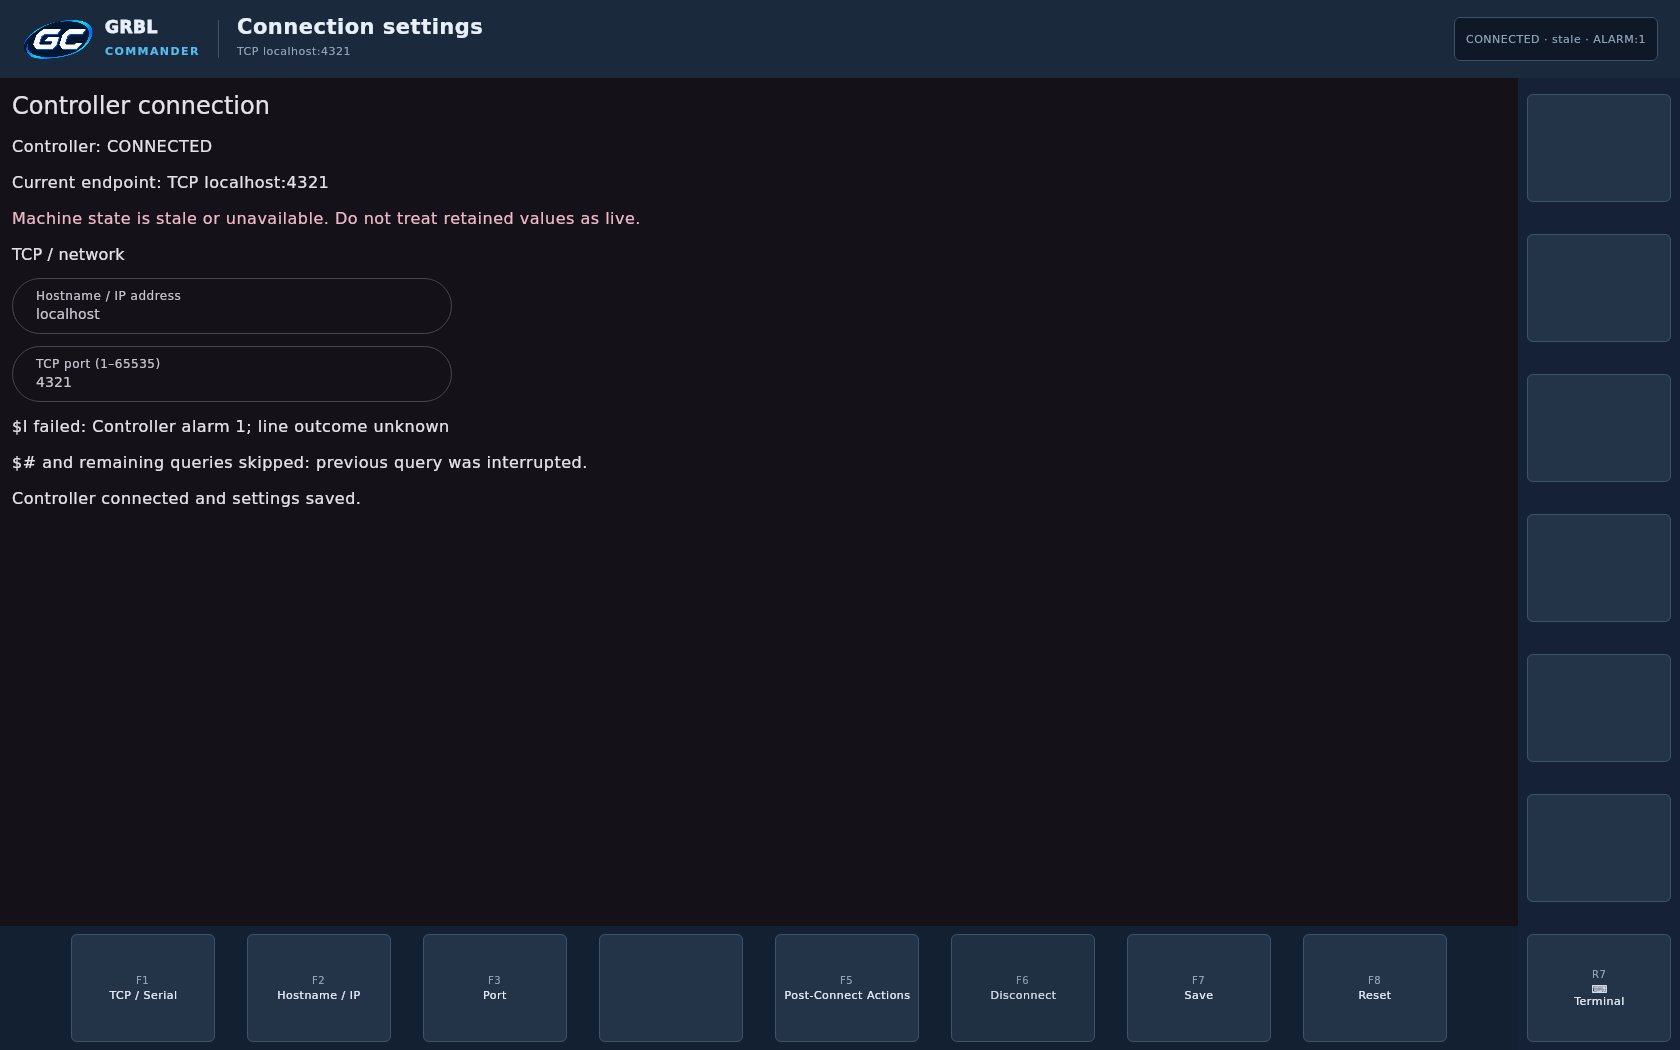 GC
GRBL
COMMANDER
Connection settings
TCP localhost:4321
CONNECTED · stale · ALARM:1
Controller connection
Controller: CONNECTED
Current endpoint: TCP localhost:4321
Machine state is stale or unavailable. Do not treat retained values as live.
TCP / network
Hostname / IP address
localhost
TCP port (1–65535)
4321
$I failed: Controller alarm 1; line outcome unknown
$# and remaining queries skipped: previous query was interrupted.
Controller connected and settings saved.
F1
TCP / Serial
F2
Hostname / IP
F3
Port
F5
Post-Connect Actions
F6
Disconnect
F7
Save
F8
Reset
R7
Terminal